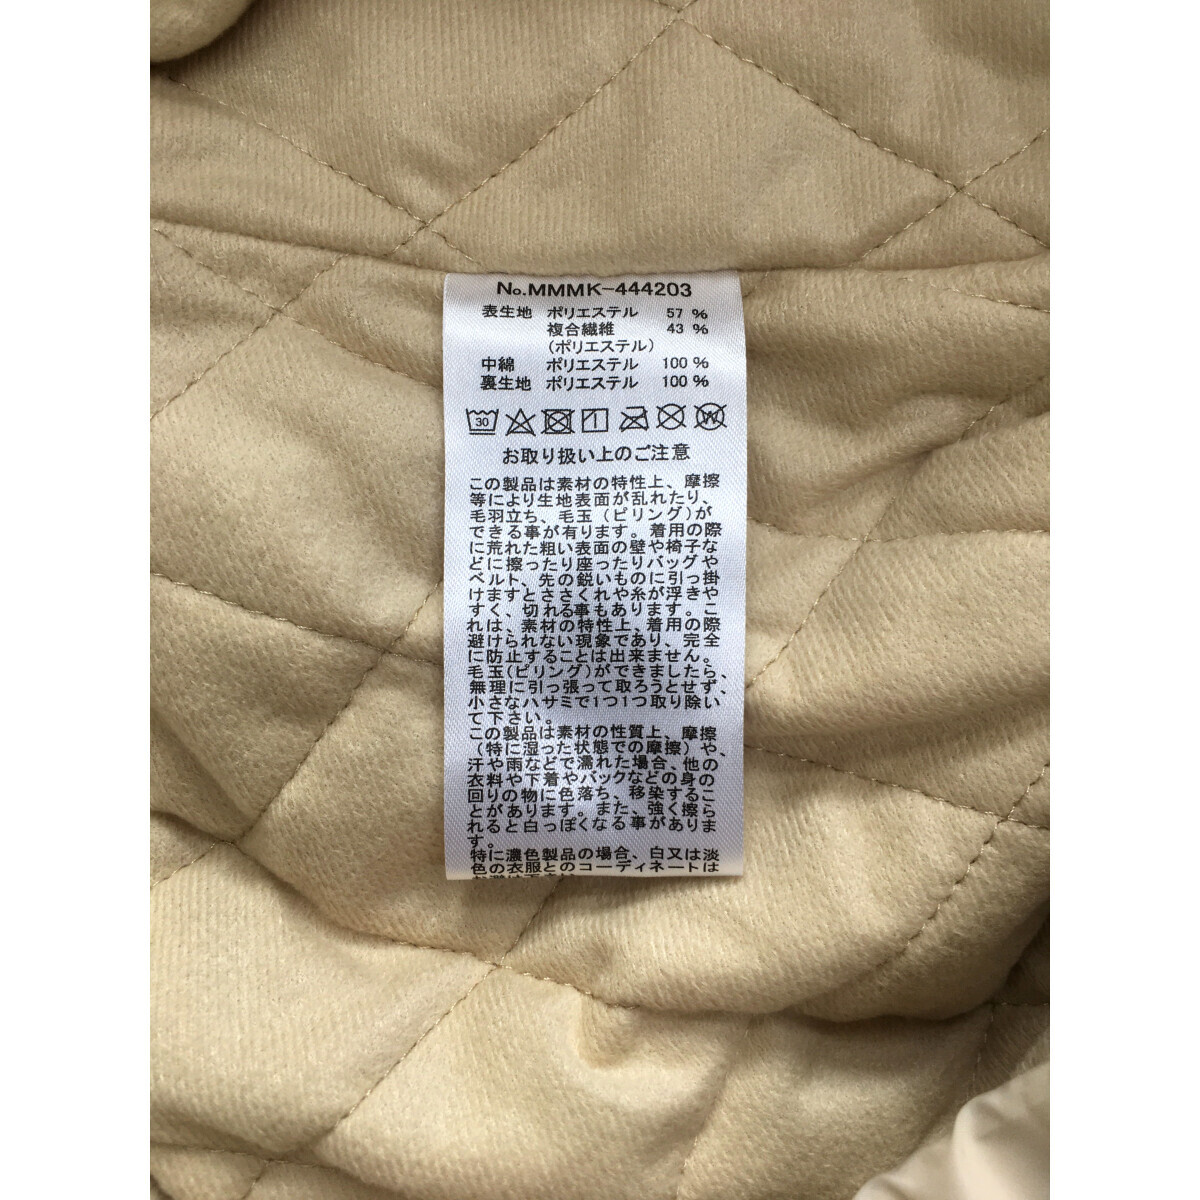 No.MMMK-444203
表生地 ポリエステル 57 %
複合繊維 43 %
(ポリエステル)
中綿 ポリエステル 100 %
裏生地 ポリエステル 100 %
30 W
お取り扱い上のご注意
この製品は素材の特性上、摩擦
等により生地表面が乱れたり、
毛羽立ち、毛玉(ピリング)が
できる事が有ります。着用の際
に荒れた粗い表面の壁や椅子な
どに擦ったり座ったりバッグや
ベルト、先の鋭いものに引っ掛
けますとささくれや糸が浮きや
すく、切れる事もあります。こ
れは、素材の特性上、着用の際
避けられない現象であり、完全
に防止することは出来ません。
毛玉(ピリング)ができましたら、
無理に引っ張って取ろうとせず、
小さなハサミで1つ1つ取り除い
て下さい。
この製品は素材の性質上、摩擦
(特に湿った状態での摩擦)や、
汗や雨などで濡れた場合、他の
衣料や下着やバックなどの身の
回りの物に色落ち、移染するこ
とがあります。また、強く擦ら
れると白っぽくなる事がありま
す。
特に濃色製品の場合、白又は淡
色の衣服とのコーディネートは